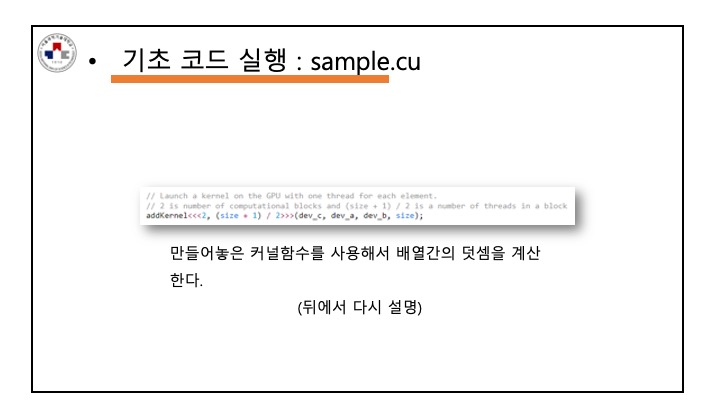 • 기초 코드 실행 : sample.cu
// Launch a kernel on the GPU with one thread for each element.
// 2 is number of computational blocks and (size + 1) / 2 is a number of threads in a block
addKernel<<<2, (size + 1) / 2>>>(dev_c, dev_a, dev_b, size);
만들어놓은 커널함수를 사용해서 배열간의 덧셈을 계산
한다.
(뒤에서 다시 설명)